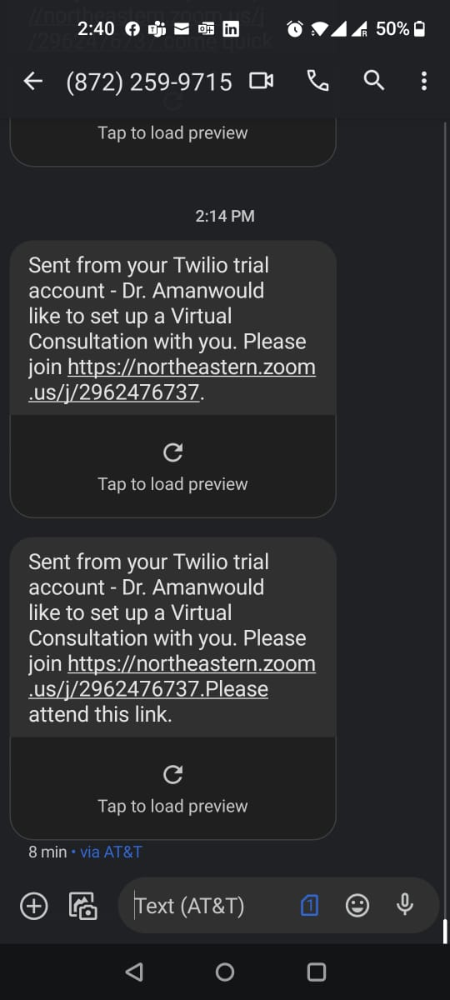 //northeastern.zoom.us/j
2:40
50%
R
(872) 259-9715
Tap to load preview
2:14 PM
Sent from your Twilio trial
account - Dr. Amanwould
like to set up a Virtual
Consultation with you. Please
join https://northeastern.zoom
.us/j/2962476737.
Tap to load preview
Sent from your Twilio trial
account - Dr. Amanwould
like to set up a Virtual
Consultation with you. Please
join https://northeastern.zoom
.us/j/2962476737.Please
attend this link.
Tap to load preview
8 min • via AT&T
Text (AT&T)
1